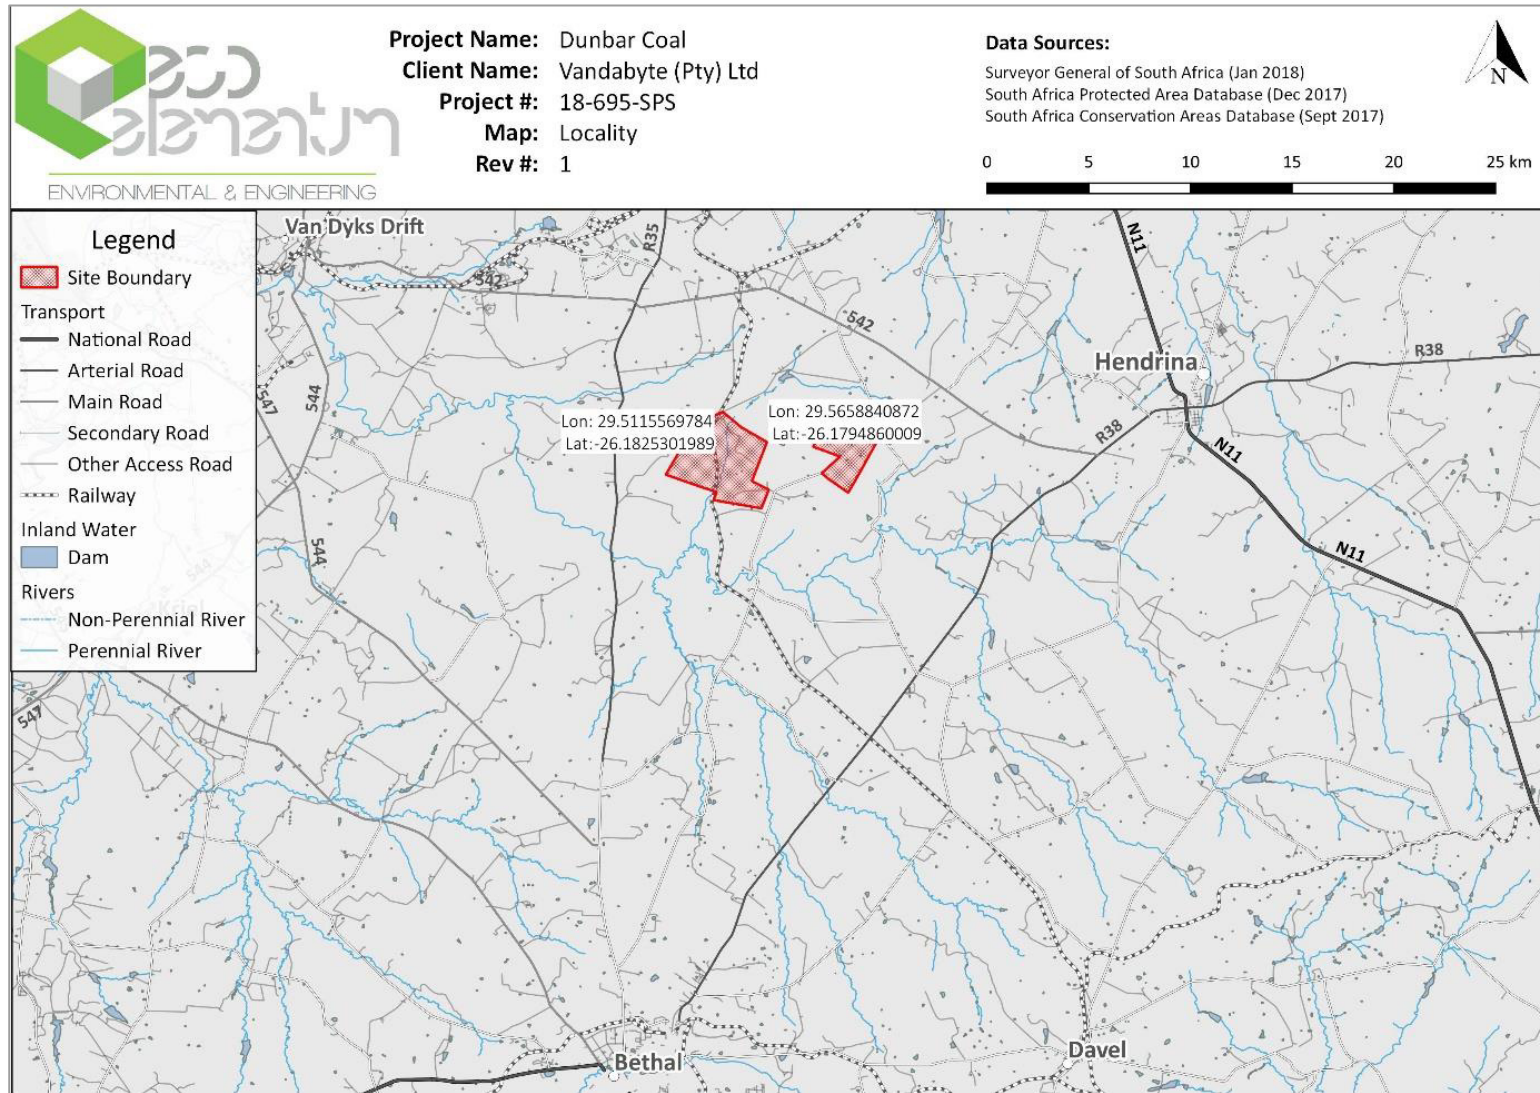 eco
elementum
ENVIRONMENTAL & ENGINEERING
Project Name: Dunbar Coal
Client Name: Vandabyte (Pty) Ltd
Project #: 18-695-SPS
Map: Locality
Rev #: 1
Data Sources:
Surveyor General of South Africa (Jan 2018)
South Africa Protected Area Database (Dec 2017)
South Africa Conservation Areas Database (Sept 2017)
N
0 5 10 15 20 25 km
Legend
Site Boundary
Transport
National Road
Arterial Road
Main Road
Secondary Road
Other Access Road
Railway
Inland Water
Dam
Rivers
Non-Perennial River
Perennial River
Van Dyks Drift
R35
N11
542
542
Hendrina
R38
547
544
Lon: 29.5115569784
Lat:-26.1825301989
Lon: 29.5658840872
Lat:-26.1794860009
R38
N11
544
N11
544
547
Bethal
Davel